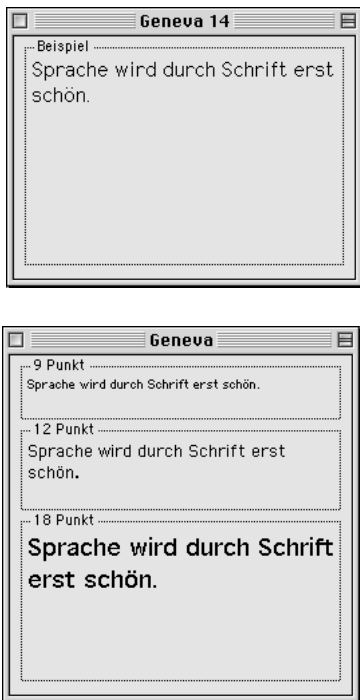 Geneva 14
Beispiel
Sprache wird durch Schrift erst
schön.
Geneva
9 Punkt
Sprache wird durch Schrift erst schön.
12 Punkt
Sprache wird durch Schrift erst
schön.
18 Punkt
Sprache wird durch Schrift
erst schön.